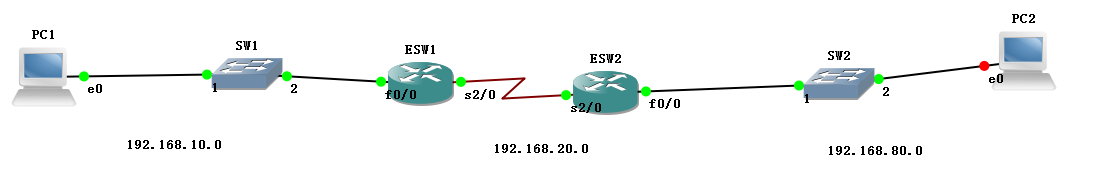 PC1
SW1
ESW1
ESW2
SW2
PC2
e0
1
2
f0/0
s2/0
s2/0
f0/0
1
2
e0
192.168.10.0
192.168.20.0
192.168.80.0